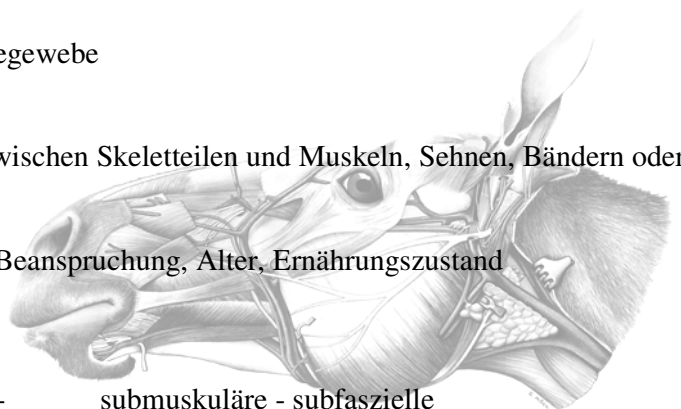 egewebe
wischen Skeletteilen und Muskeln, Sehnen, Bändern oder
Beanspruchung, Alter, Ernährungszustand
- submuskuläre - subfaszielle